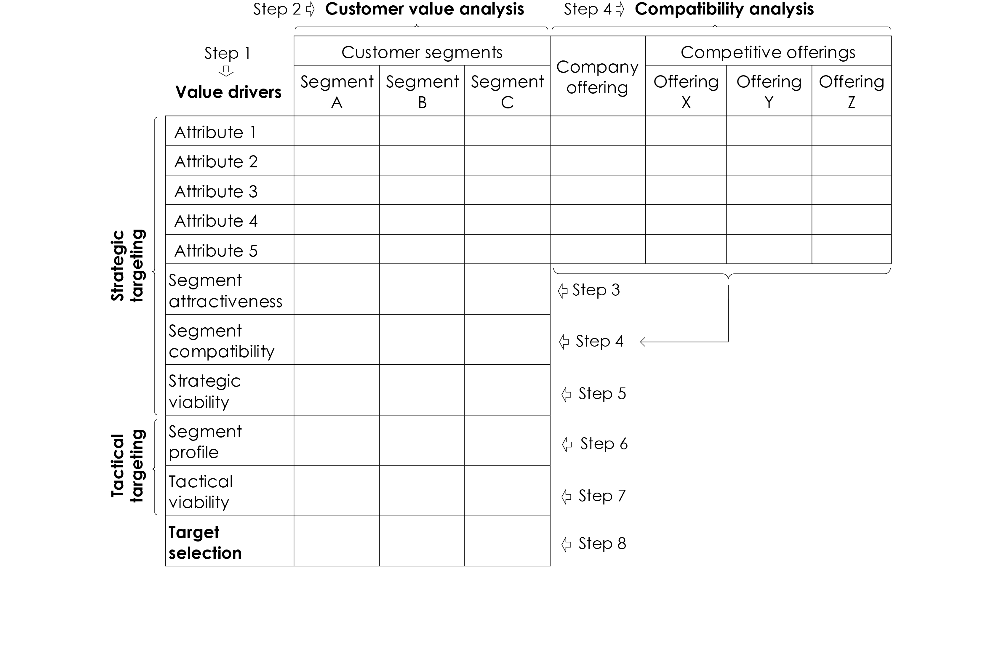 Step 2 Customer value analysis Step 4 Compatibility analysis
Step 1
Value drivers
Customer segments
Company
offering
Competitive offerings
Segment
A
Segment
B
Segment
C
Offering
X
Offering
Y
Offering
Z
Strategic
targeting
Attribute 1
Attribute 2
Attribute 3
Attribute 4
Attribute 5
Segment
attractiveness
Step 3
Segment
compatibility
Step 4
Strategic
viability
Step 5
Tactical
targeting
Segment
profile
Step 6
Tactical
viability
Step 7
Target
selection
Step 8